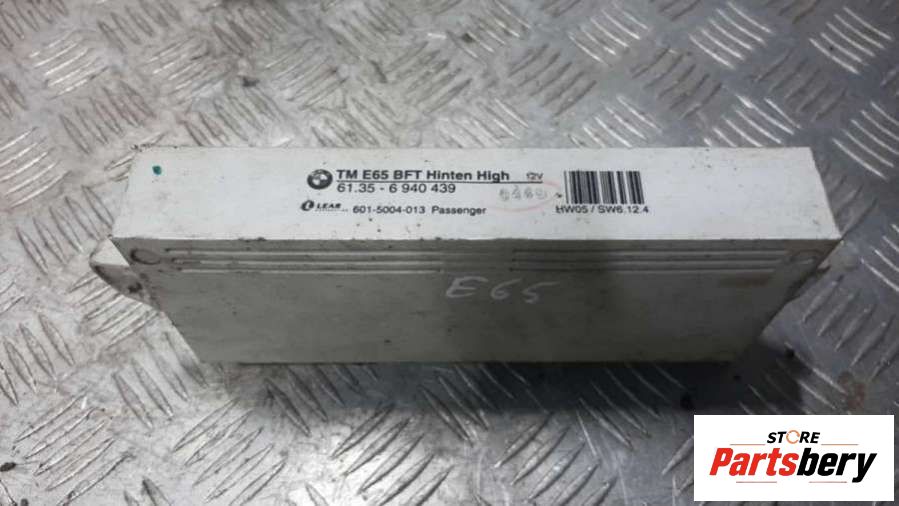 TM E65 BFT Hinten High 12V
61.35 - 6 940 439
LEAR 601-5004-013 Passenger
HW05 / SW6.12.4
E65
STORE
Partsbery